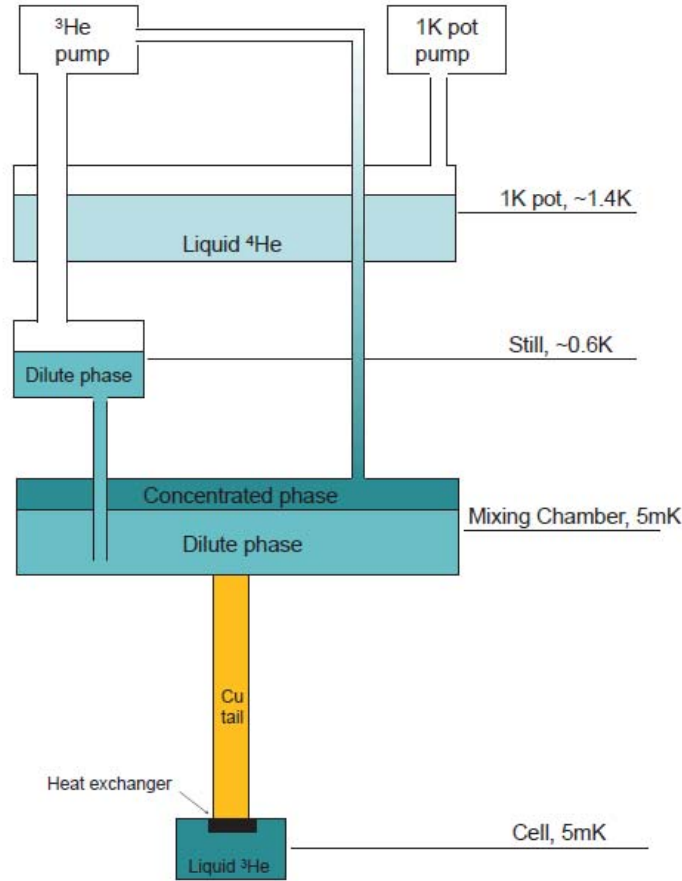 ³He
pump
1K pot
pump
1K pot, ~1.4K
Liquid ⁴He
Still, ~0.6K
Dilute phase
Concentrated phase
Mixing Chamber, 5mK
Dilute phase
Cu
tail
Heat exchanger
Cell, 5mK
Liquid ³He